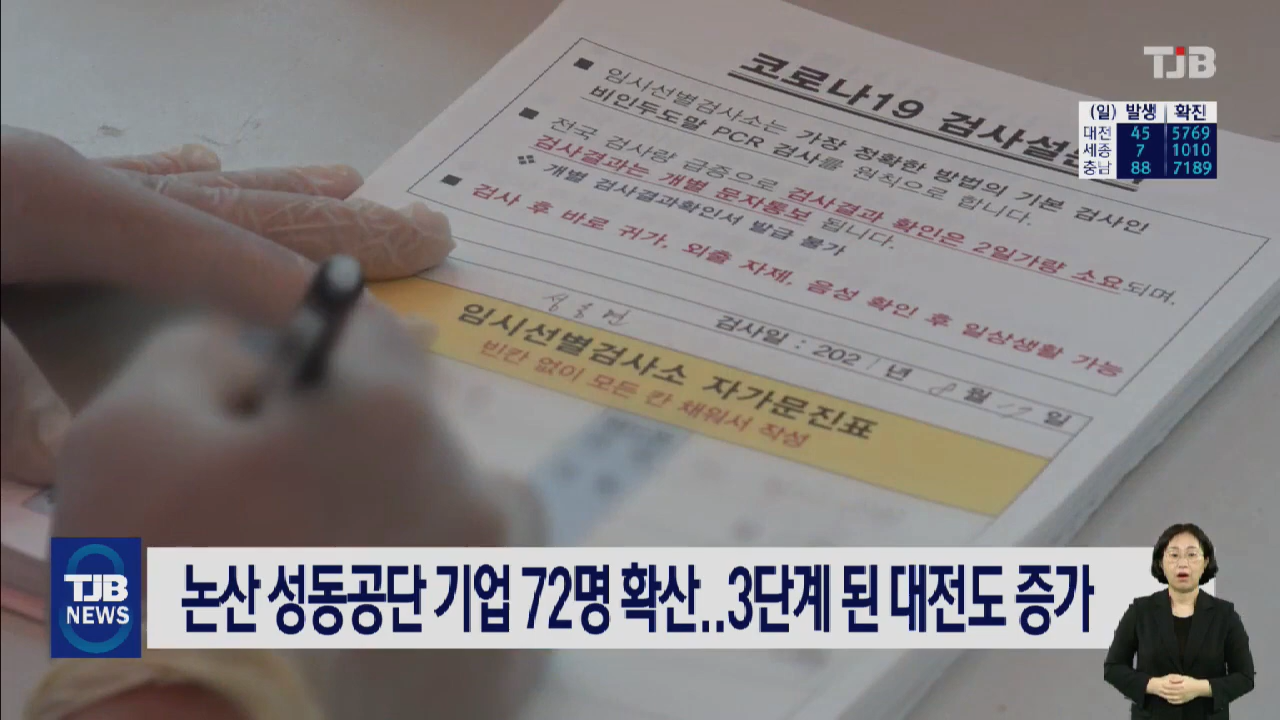 TJB
(일) 발생 확진
대전 45 5769
세종 7 1010
충남 88 7189
코로나19 검사설문
■ 임시선별검사소는 가장 정확한 방법의 기본 검사인
비인두도말 PCR 검사를 원칙으로 합니다.
■ 전국 검사량 급증으로 검사결과 확인은 2일가량 소요되며,
검사결과는 개별 문자통보 됩니다.
❖ 개별 검사결과확인서 발급 불가
■ 검사 후 바로 귀가, 외출 자제, 음성 확인 후 일상생활 가능
검사일 : 2021년 8월 일
임시선별검사소 자가문진표
빈칸 없이 모든 칸 채워서 작성
8
TJB
NEWS
논산 성동공단 기업 72명 확산..3단계 된 대전도 증가